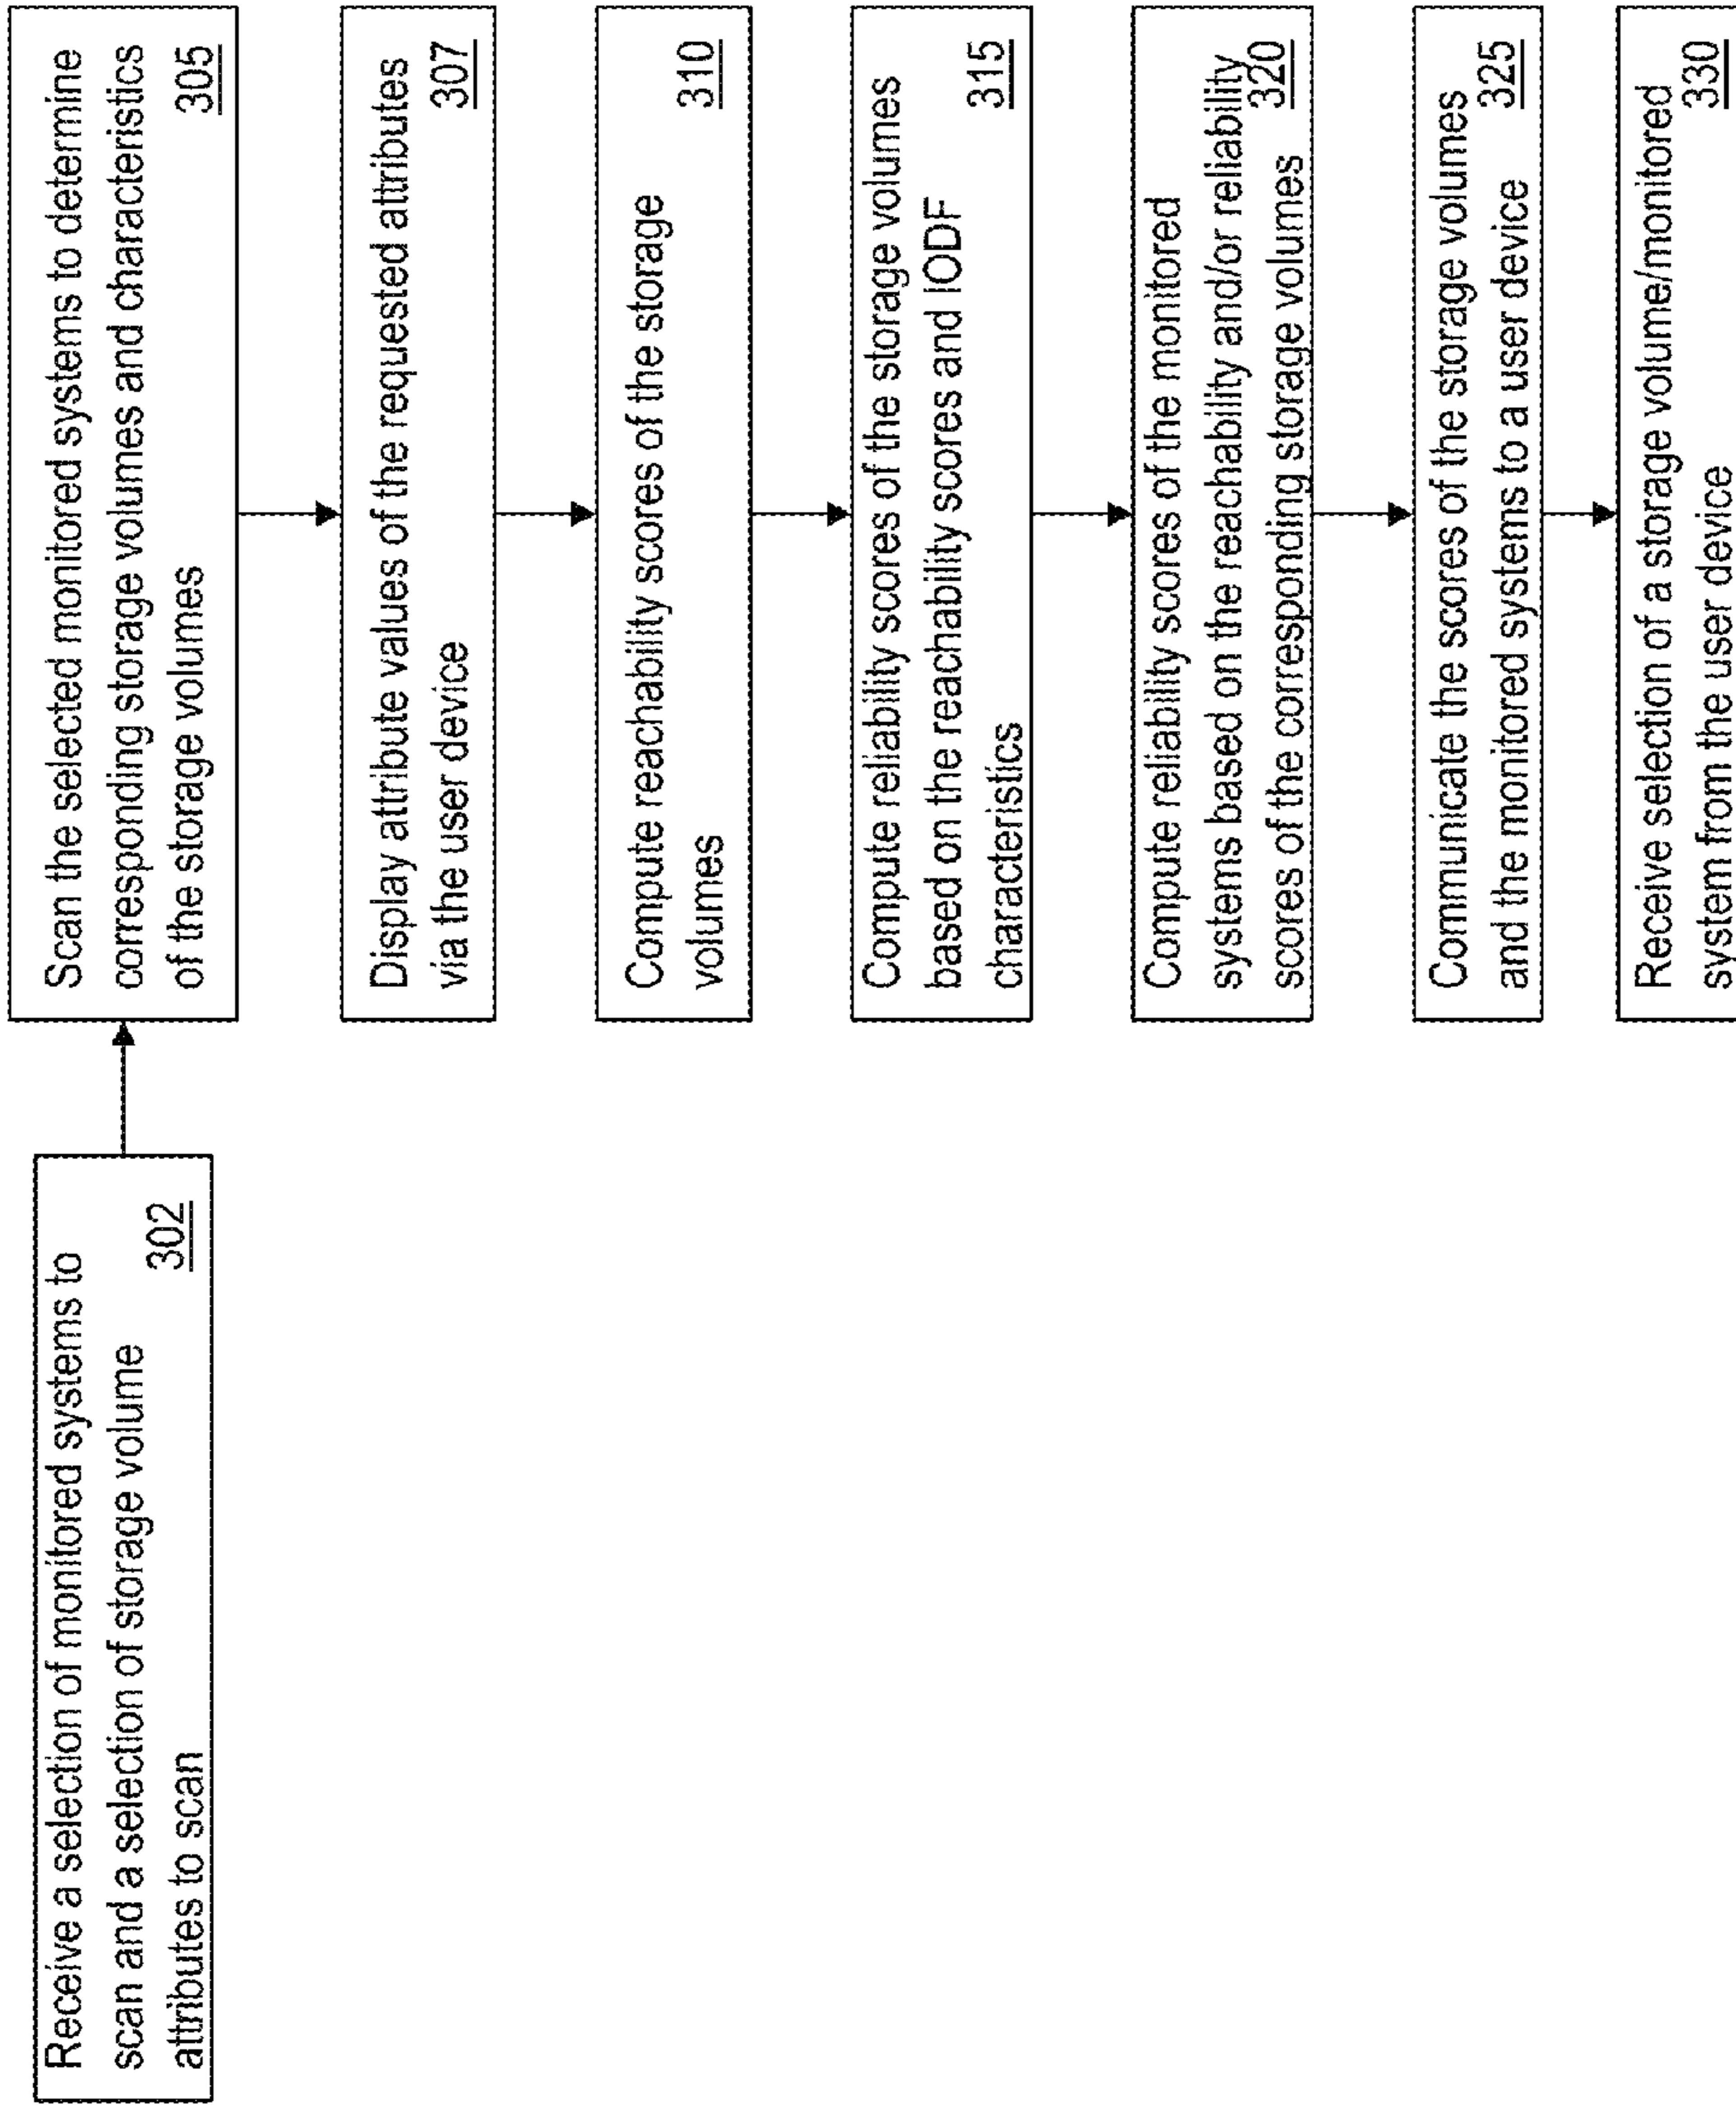 Receive a selection of monitored systems to
scan and a selection of storage volume
attributes to scan
302
Scan the selected monitored systems to determine
corresponding storage volumes and characteristics
of the storage volumes
305
Display attribute values of the requested attributes
via the user device
307
Compute reachability scores of the storage
volumes
310
Compute reliability scores of the storage volumes
based on the reachability scores and IODF
characteristics
315
Compute reliability scores of the monitored
systems based on the reachability and/or reliability
scores of the corresponding storage volumes
320
Communicate the scores of the storage volumes
and the monitored systems to a user device
325
Receive selection of a storage volume/monitored
system from the user device
330